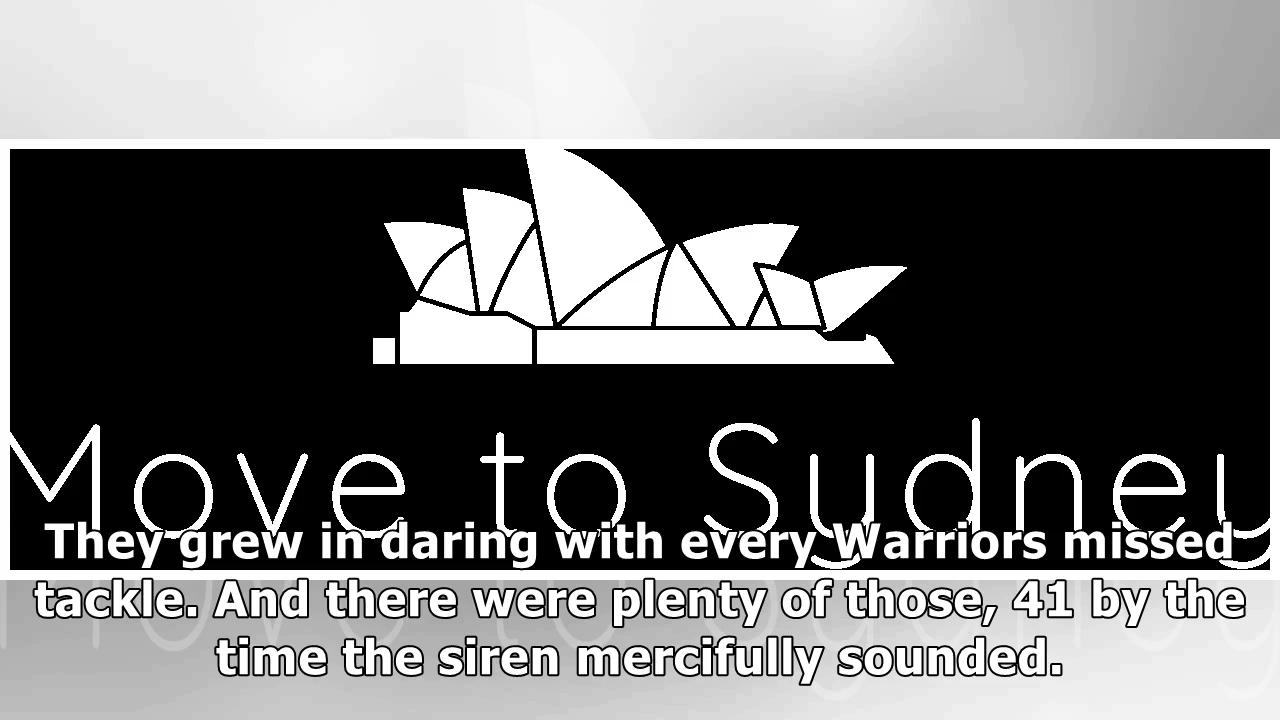 Move to Sydney
They grew in daring with every Warriors missed
tackle. And there were plenty of those, 41 by the
time the siren mercifully sounded.